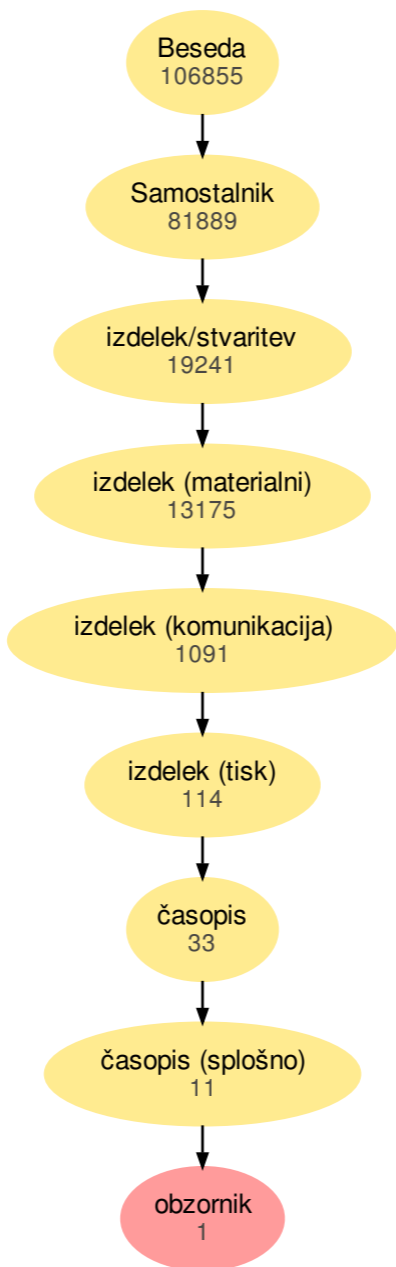 Beseda
106855
Samostalnik
81889
izdelek/stvaritev
19241
izdelek (materialni)
13175
izdelek (komunikacija)
1091
izdelek (tisk)
114
časopis
33
časopis (splošno)
11
obzornik
1